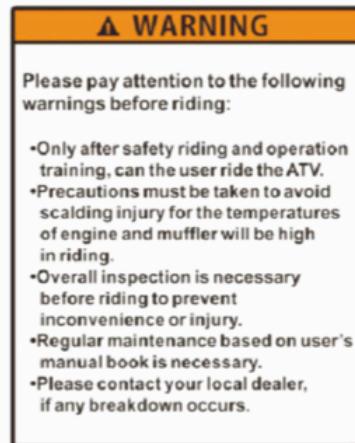 WARNING
Please pay attention to the following
warnings before riding:
•Only after safety riding and operation
training, can the user ride the ATV.
•Precautions must be taken to avoid
scalding injury for the temperatures
of engine and muffler will be high
in riding.
•Overall inspection is necessary
before riding to prevent
inconvenience or injury.
•Regular maintenance based on user's
manual book is necessary.
•Please contact your local dealer,
if any breakdown occurs.